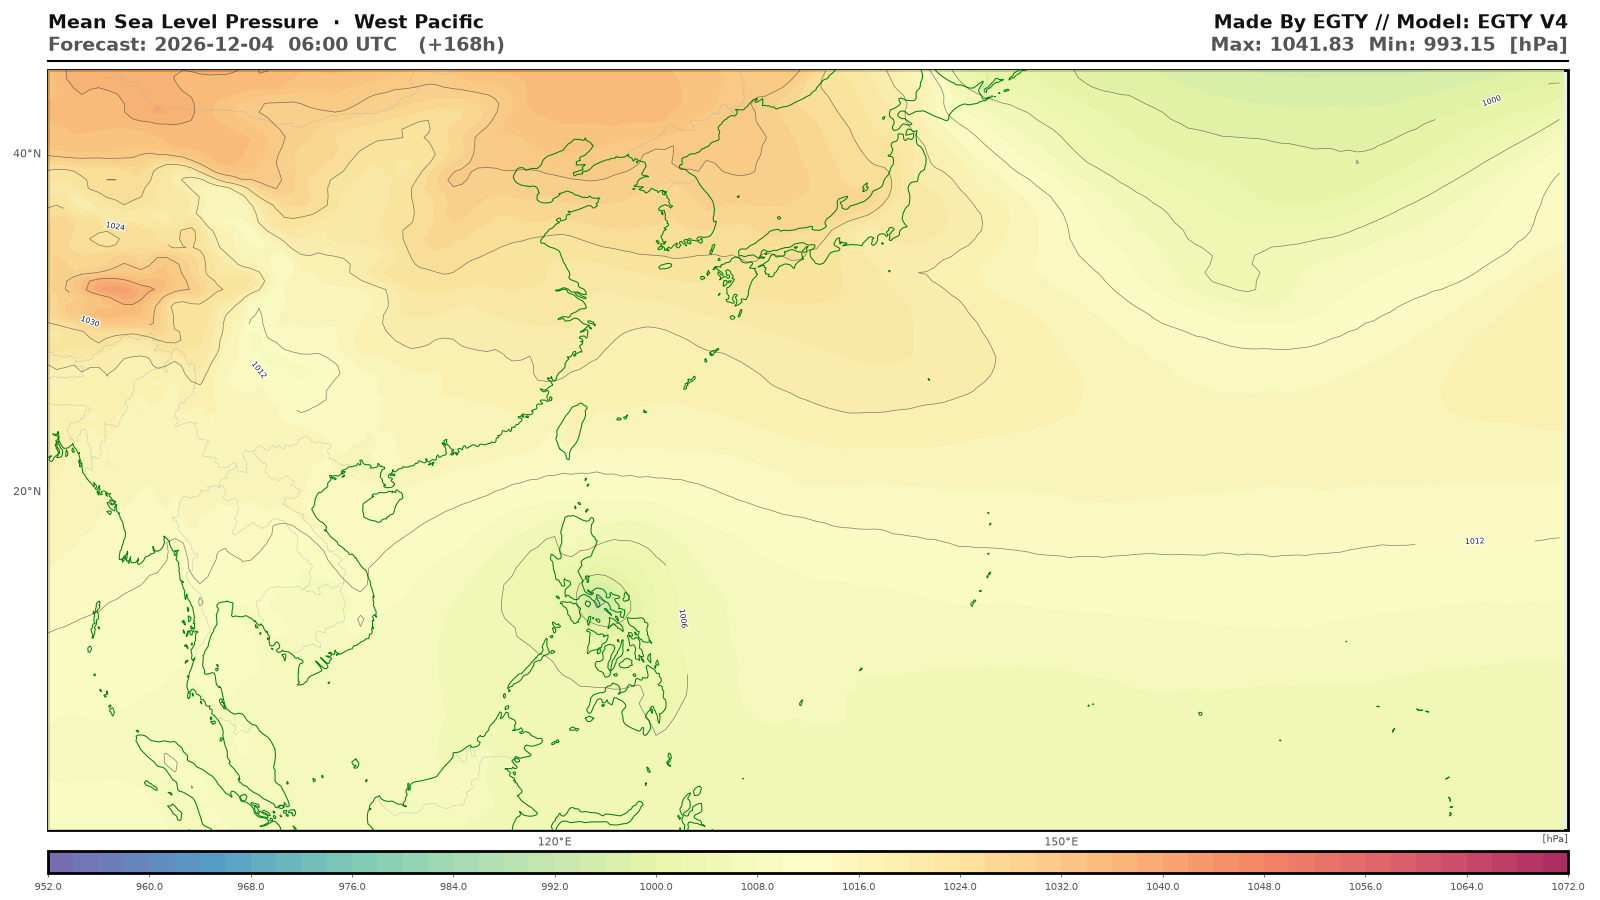 Mean Sea Level Pressure · West Pacific
Made By EGTY // Model: EGTY V4
Forecast: 2026-12-04 06:00 UTC (+168h)
Max: 1041.83 Min: 993.15 [hPa]
1000
40°N
1024
1030
1012
20°N
1012
1006
120°E
150°E
[hPa]
952.0
960.0
968.0
976.0
984.0
992.0
1000.0
1008.0
1016.0
1024.0
1032.0
1040.0
1048.0
1056.0
1064.0
1072.0